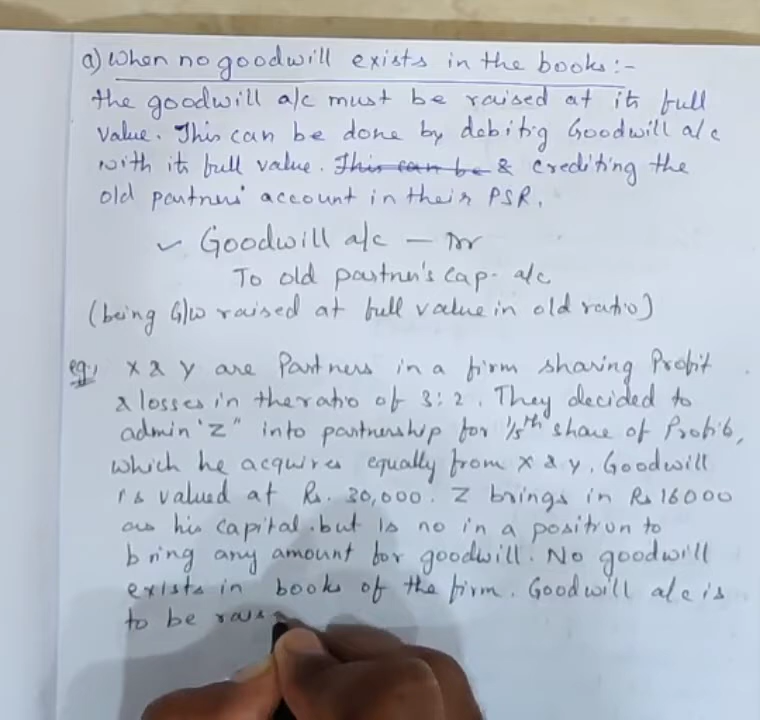 a) When no goodwill exists in the books :-
the goodwill a/c must be raised at its full
value. This can be done by debitig Goodwill a/c
with its full value. This can be & crediting the
old partners' account in their PSR.
✓ Goodwill a/c — Dr
To old partner's cap. a/c
(being G/w raised at full value in old ratio)
eg:, X & Y are Partners in a firm sharing Profit
& losses in the ratio of 3:2. They decided to
admin "Z" into partnership for 1/5th share of Profit,
which he acquires equally from X & Y. Goodwill
is valued at Rs. 30,000. Z brings in Rs 16000
as his capital. but is no in a position to
bring any amount for goodwill. No goodwill
exists in books of the firm. Goodwill a/c is
to be rais